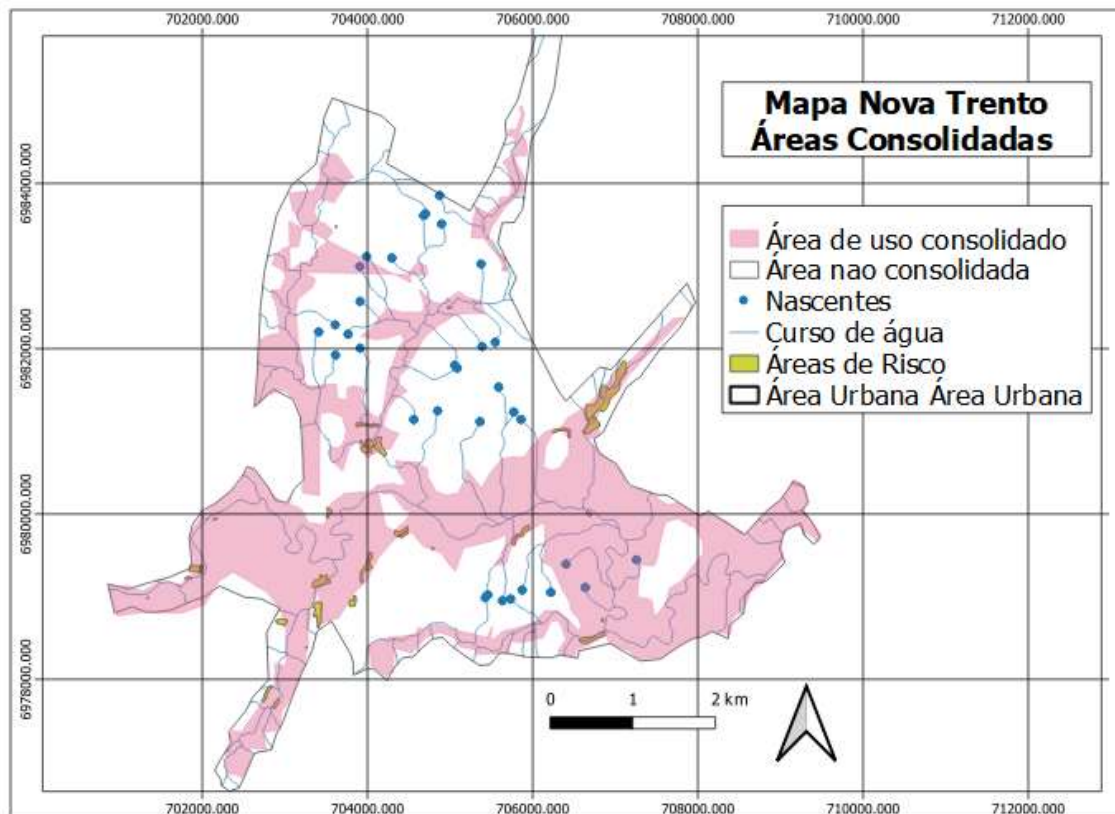 702000.000 704000.000 706000.000 708000.000 710000.000 712000.000
Mapa Nova Trento
Áreas Consolidadas
6984000.000
6982000.000
6980000.000
6978000.000
Área de uso consolidado
Área nao consolidada
Nascentes
Curso de água
Áreas de Risco
Área Urbana Área Urbana
0 1 2 km
702000.000 704000.000 706000.000 708000.000 710000.000 712000.000